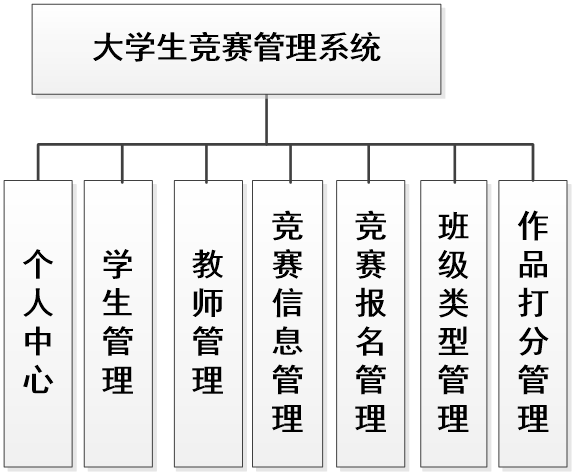 大学生竞赛管理系统
个人中心
学生管理
教师管理
竞赛信息管理
竞赛报名管理
班级类型管理
作品打分管理